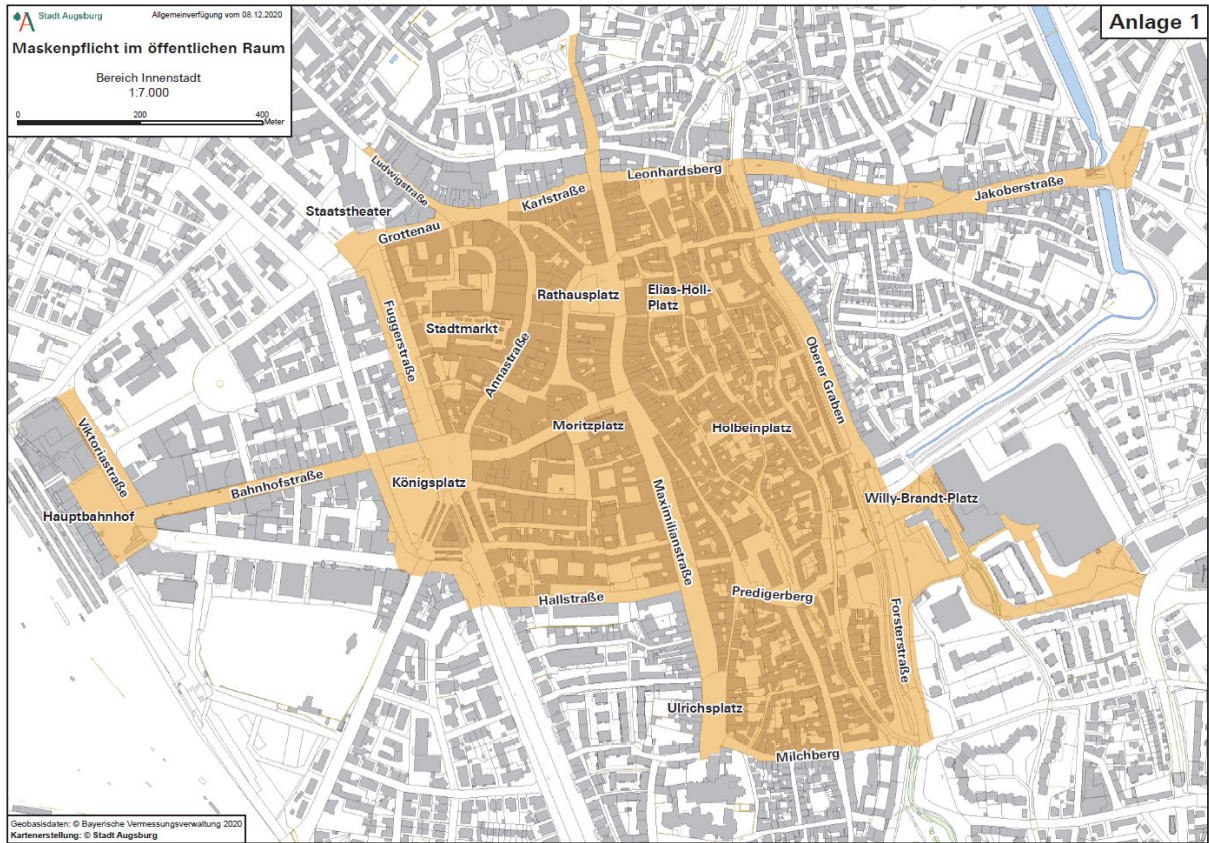 Stadt Augsburg
Allgemeinverfügung vom 08.12.2020
Maskenpflicht im öffentlichen Raum
Bereich Innenstadt
1:7.000
0 200 400
Meter
Anlage 1
Ludwigstraße
Leonhardsberg
Karlstraße
Jakoberstraße
Staatstheater
Grottenau
Rathausplatz
Elias-Holl-
Platz
Fuggerstraße
Stadtmarkt
Annastraße
Oberer Graben
Moritzplatz
Holbeinplatz
Viktoriastraße
Bahnhofstraße
Königsplatz
Maximilianstraße
Willy-Brandt-Platz
Hauptbahnhof
Hallstraße
Predigerberg
Forsterstraße
Ulrichsplatz
Milchberg
Geobasisdaten: © Bayerische Vermessungsverwaltung 2020
Kartenerstellung: © Stadt Augsburg